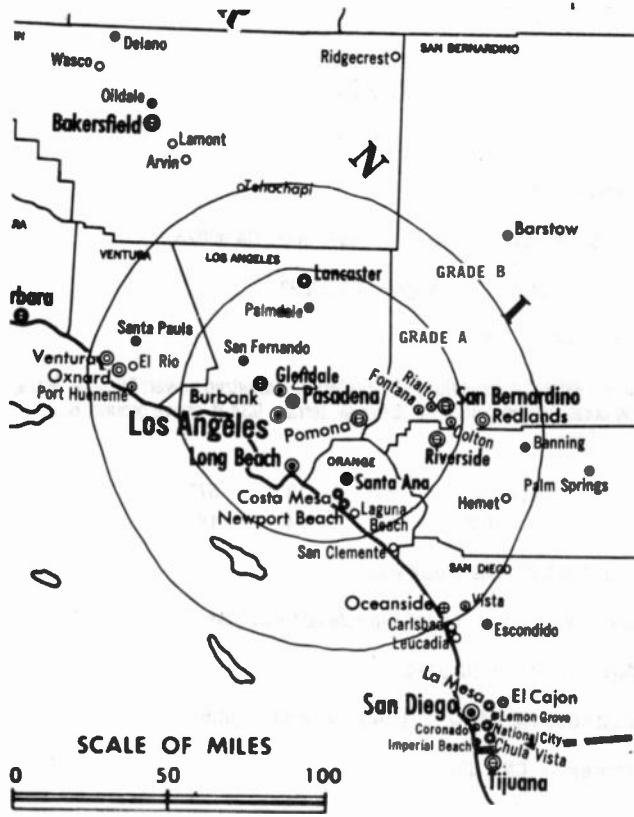 IN
Delano
Wasco
Ridgecrest
SAN BERNARDINO
Oildale
Bakersfield
Lamont
Arvin
N
Tehachapi
RA
Barstow
VENTURA
LOS ANGELES
GRADE B
Lancaster
I
rbara
Palmdale
GRADE A
Santa Paula
San Fernando
Ventura
El Rio
Oxnard
Port Hueneme
Glendale
Burbank
Pasadena
Rialto
Fontana
San Bernardino
Redlands
Los Angeles
Pomona
Colton
Long Beach
ORANGE
Riverside
Banning
Santa Ana
Palm Springs
Costa Mesa
Hemet
Newport Beach
Laguna
Beach
San Clemente
SAN DIEGO
Oceanside
Vista
Carlsbad
Leucadia
Escondido
La Mesa
El Cajon
San Diego
Lemon Grove
Coronado
National City
Imperial Beach
Chula Vista
Tijuana
SCALE OF MILES
0 50 100